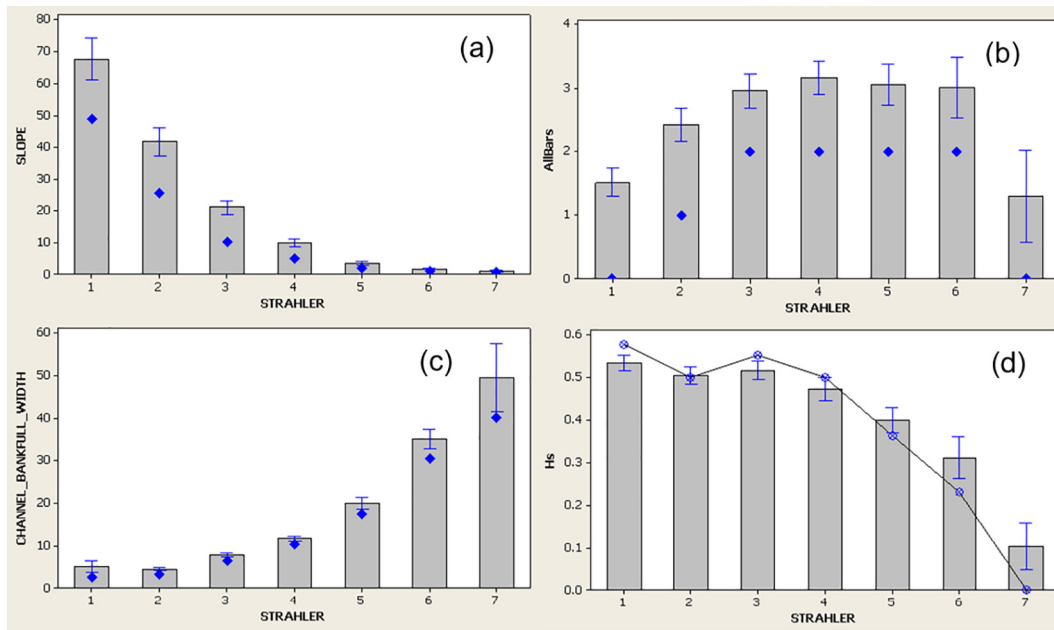 (a)
SLOPE
80
70
60
50
40
30
20
10
0
1 2 3 4 5 6 7
STRAHLER
(b)
AllBars
4
3
2
1
0
1 2 3 4 5 6 7
STRAHLER
(c)
CHANNEL_BANKFULL_WIDTH
60
50
40
30
20
10
0
1 2 3 4 5 6 7
STRAHLER
(d)
Hs
0.6
0.5
0.4
0.3
0.2
0.1
0.0
1 2 3 4 5 6 7
STRAHLER